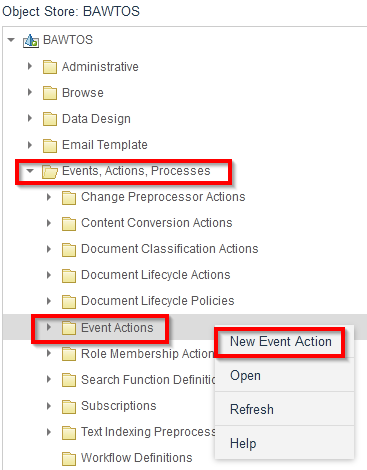 Object Store: BAWTOS
BAWTOS
Administrative
Browse
Data Design
Email Template
Events, Actions, Processes
Change Preprocessor Actions
Content Conversion Actions
Document Classification Actions
Document Lifecycle Actions
Document Lifecycle Policies
Event Actions
New Event Action
Role Membership Action
Open
Search Function Definitio
Subscriptions
Refresh
Text Indexing Preprocess
Help
Workflow Definitions